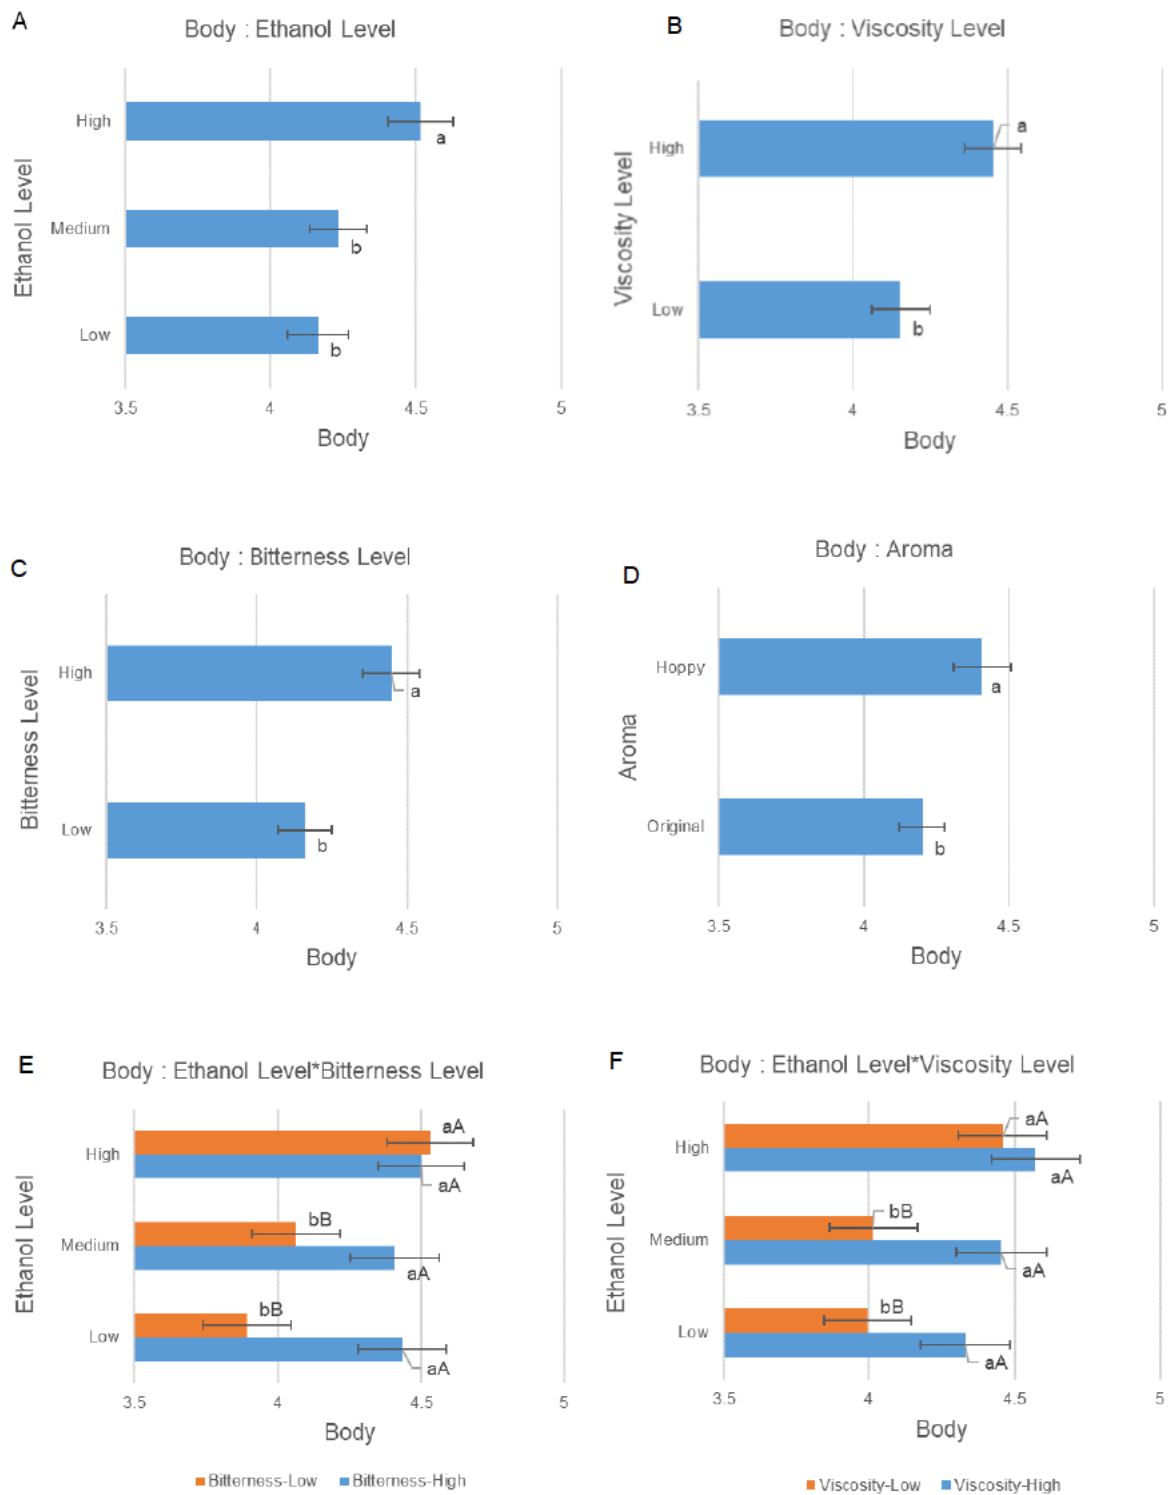 A
Body : Ethanol Level
High
a
Medium
b
Low
b
Ethanol Level
3.5 4 4.5 5
Body
B
Body : Viscosity Level
High
a
Low
b
Viscosity Level
3.5 4 4.5 5
Body
C
Body : Bitterness Level
High
a
Low
b
Bitterness Level
3.5 4 4.5 5
Body
D
Body : Aroma
Hoppy
a
Original
b
Aroma
3.5 4 4.5 5
Body
E
Body : Ethanol Level*Bitterness Level
aA
High
aA
bB
Medium
aA
bB
Low
aA
Ethanol Level
3.5 4 4.5 5
Body
Bitterness-Low Bitterness-High
F
Body : Ethanol Level*Viscosity Level
aA
High
aA
bB
Medium
aA
bB
Low
aA
Ethanol Level
3.5 4 4.5 5
Body
Viscosity-Low Viscosity-High